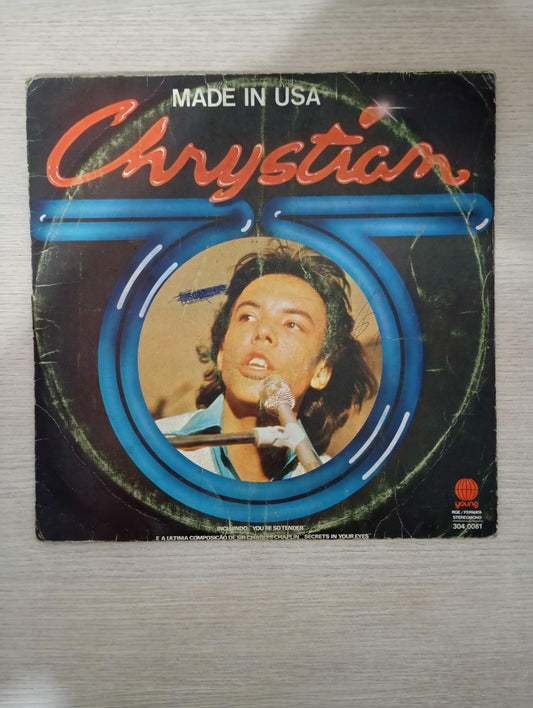 MADE IN USA
Chrystian
INCLUINDO "YOU'RE SO TENDER"
E A ULTIMA COMPOSIÇÃO DE SIR CHARLES CHAPLIN "SECRETS IN YOUR EYES"
young
RGE/FERMATA
STEREO/MONO
304.0061